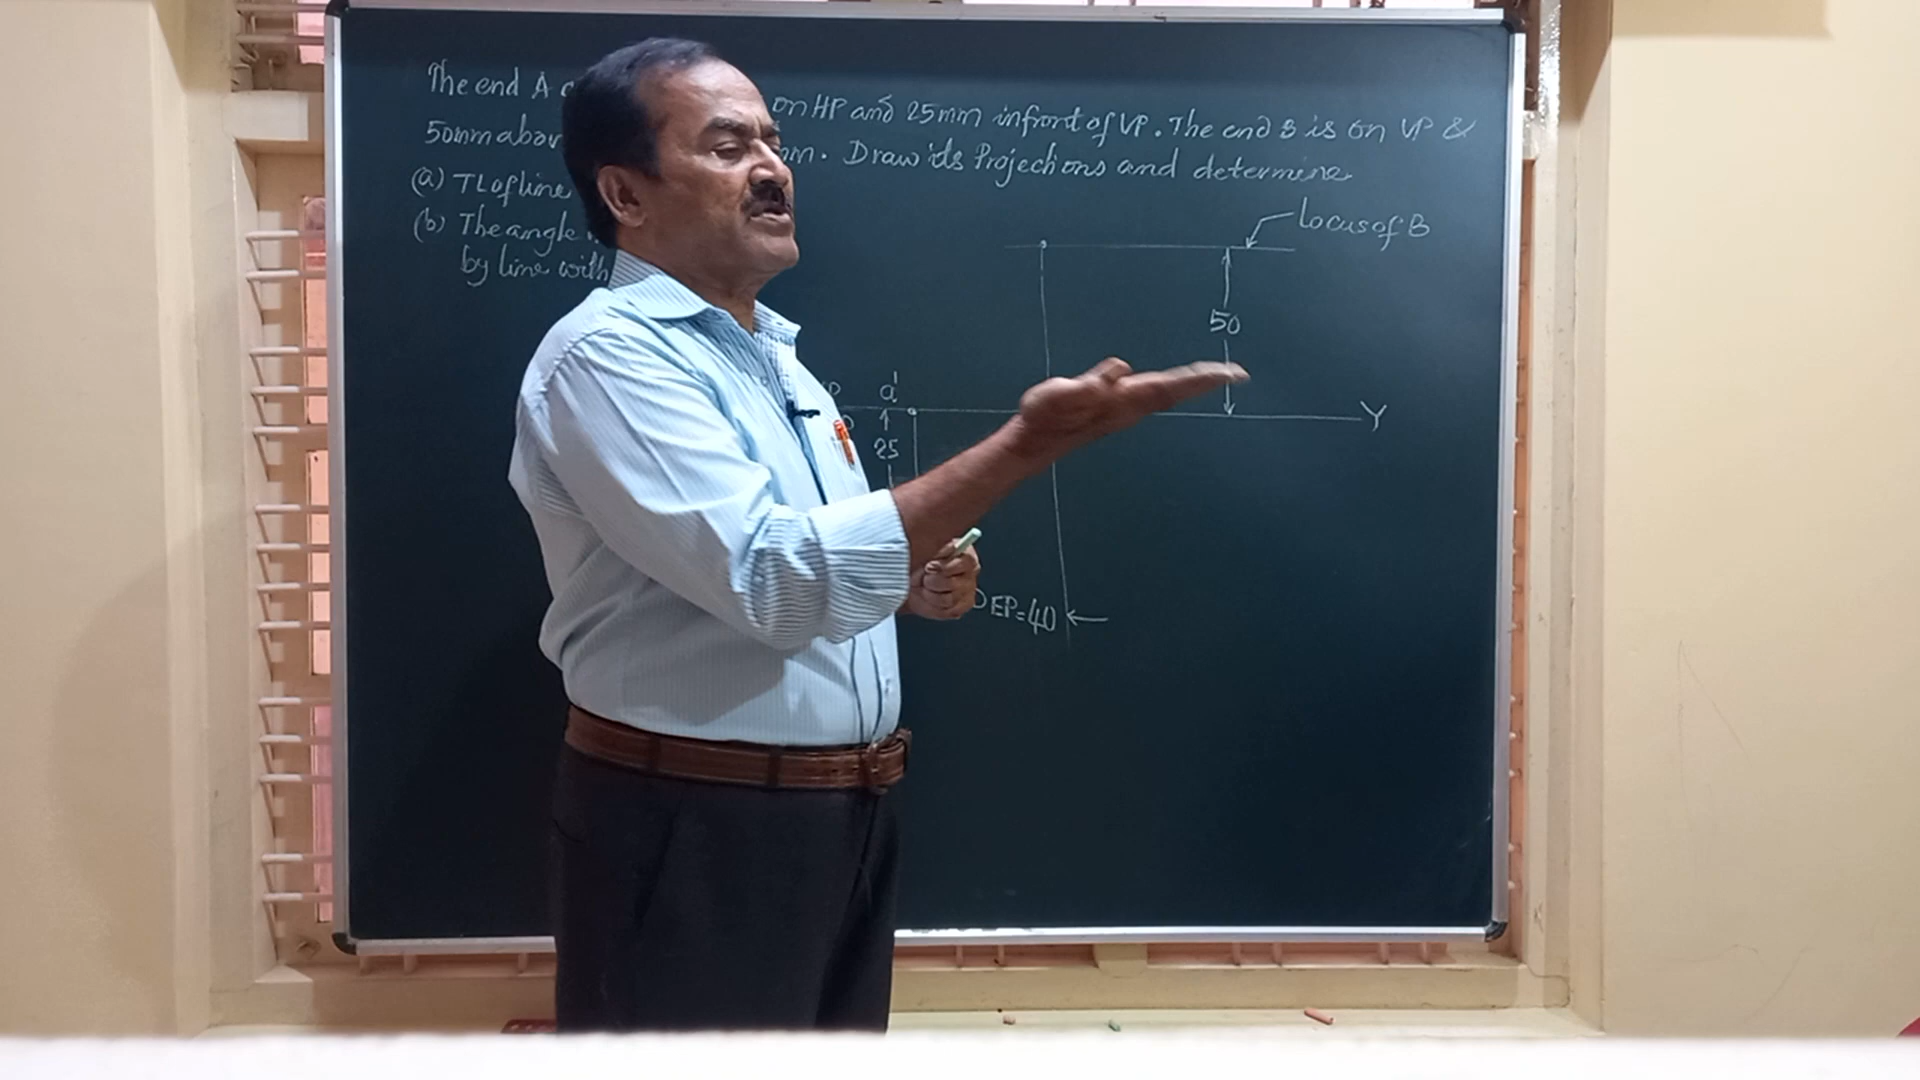 The end A on HP and 25mm infront of VP. The end B is on VP &
50mm abov mm. Draw its Projections and determine
(a) TL of line
(b) The angle
by line with
Locus of B
50
a'
Y
25
DEP=40